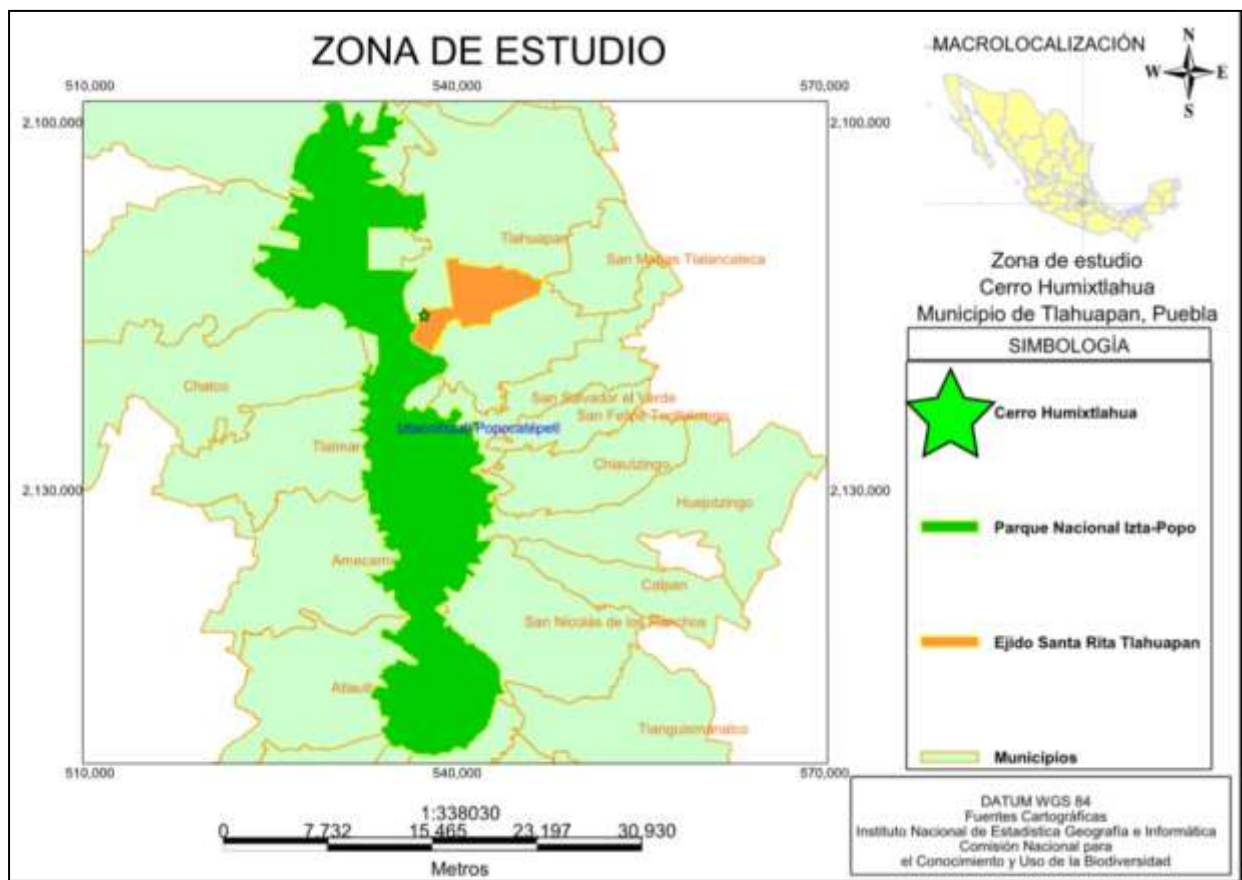 ZONA DE ESTUDIO
MACROLOCALIZACIÓN
N
W
E
S
510,000
540,000
570,000
2,100,000
2,100,000
Tlahuapan
San Matías Tlalancaleca
Zona de estudio
Cerro Humixtlahua
Municipio de Tlahuapan, Puebla
SIMBOLOGÍA
Chalco
San Salvador el Verde
San Felipe
Cerro Humixtlahua
Popocatépetl
Tlalman
Chiautzingo
2,130,000
2,130,000
Huejotzingo
Parque Nacional Izta-Popo
Amecame
Calpan
San Nicolás de los Ranchos
Ejido Santa Rita Tlahuapan
Atlautl
Tianguismanalco
Municipios
510,000
540,000
570,000
1:338030
0
7,732
15,465
23,197
30,930
Metros
DATUM WGS 84
Fuentes Cartográficas
Instituto Nacional de Estadística Geografía e Informática
Comisión Nacional para
el Conocimiento y Uso de la Biodiversidad